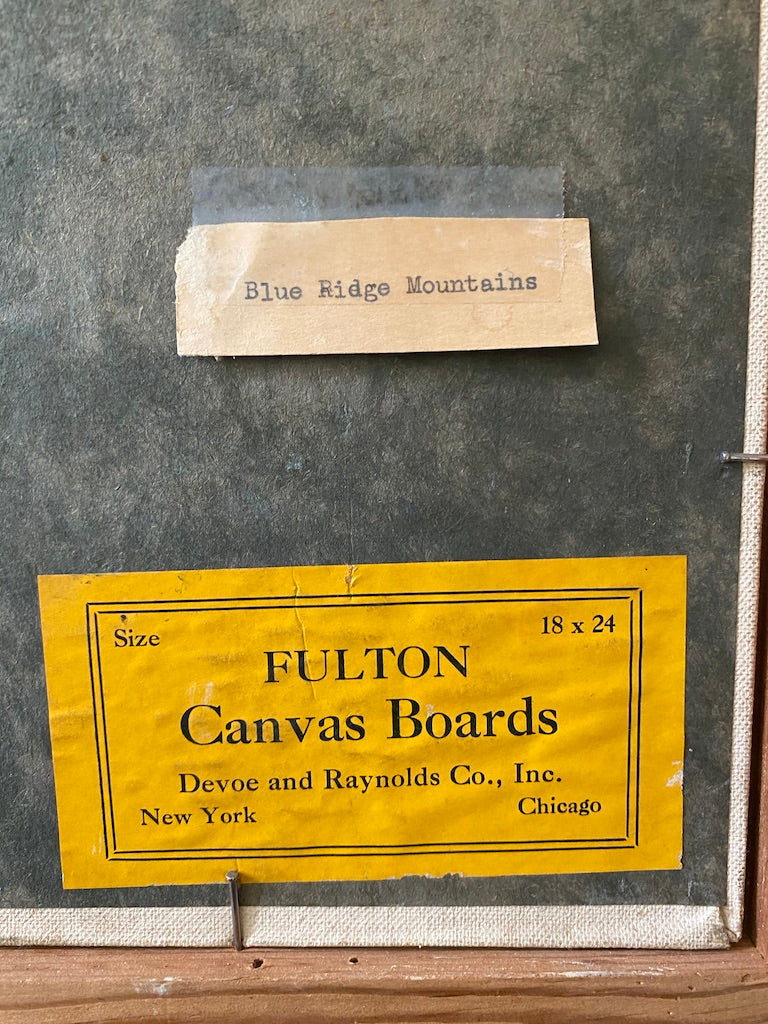 Blue Ridge Mountains
Size 18 x 24
FULTON
Canvas Boards
Devoe and Raynolds Co., Inc.
New York Chicago